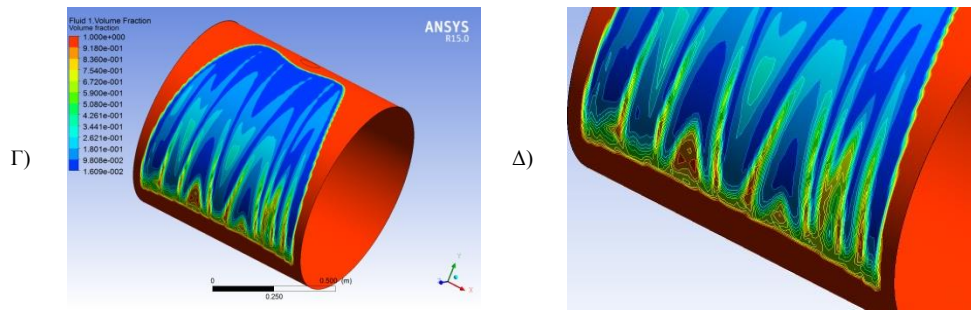 Fluid 1.Volume Fraction
Volume fraction
1.000e+000
9.180e-001
8.360e-001
7.540e-001
6.720e-001
5.900e-001
5.080e-001
4.261e-001
3.441e-001
2.621e-001
1.801e-001
9.808e-002
1.609e-002
ANSYS
R15.0
Γ)
Δ)
Y
X
0
0.500 (m)
0.250